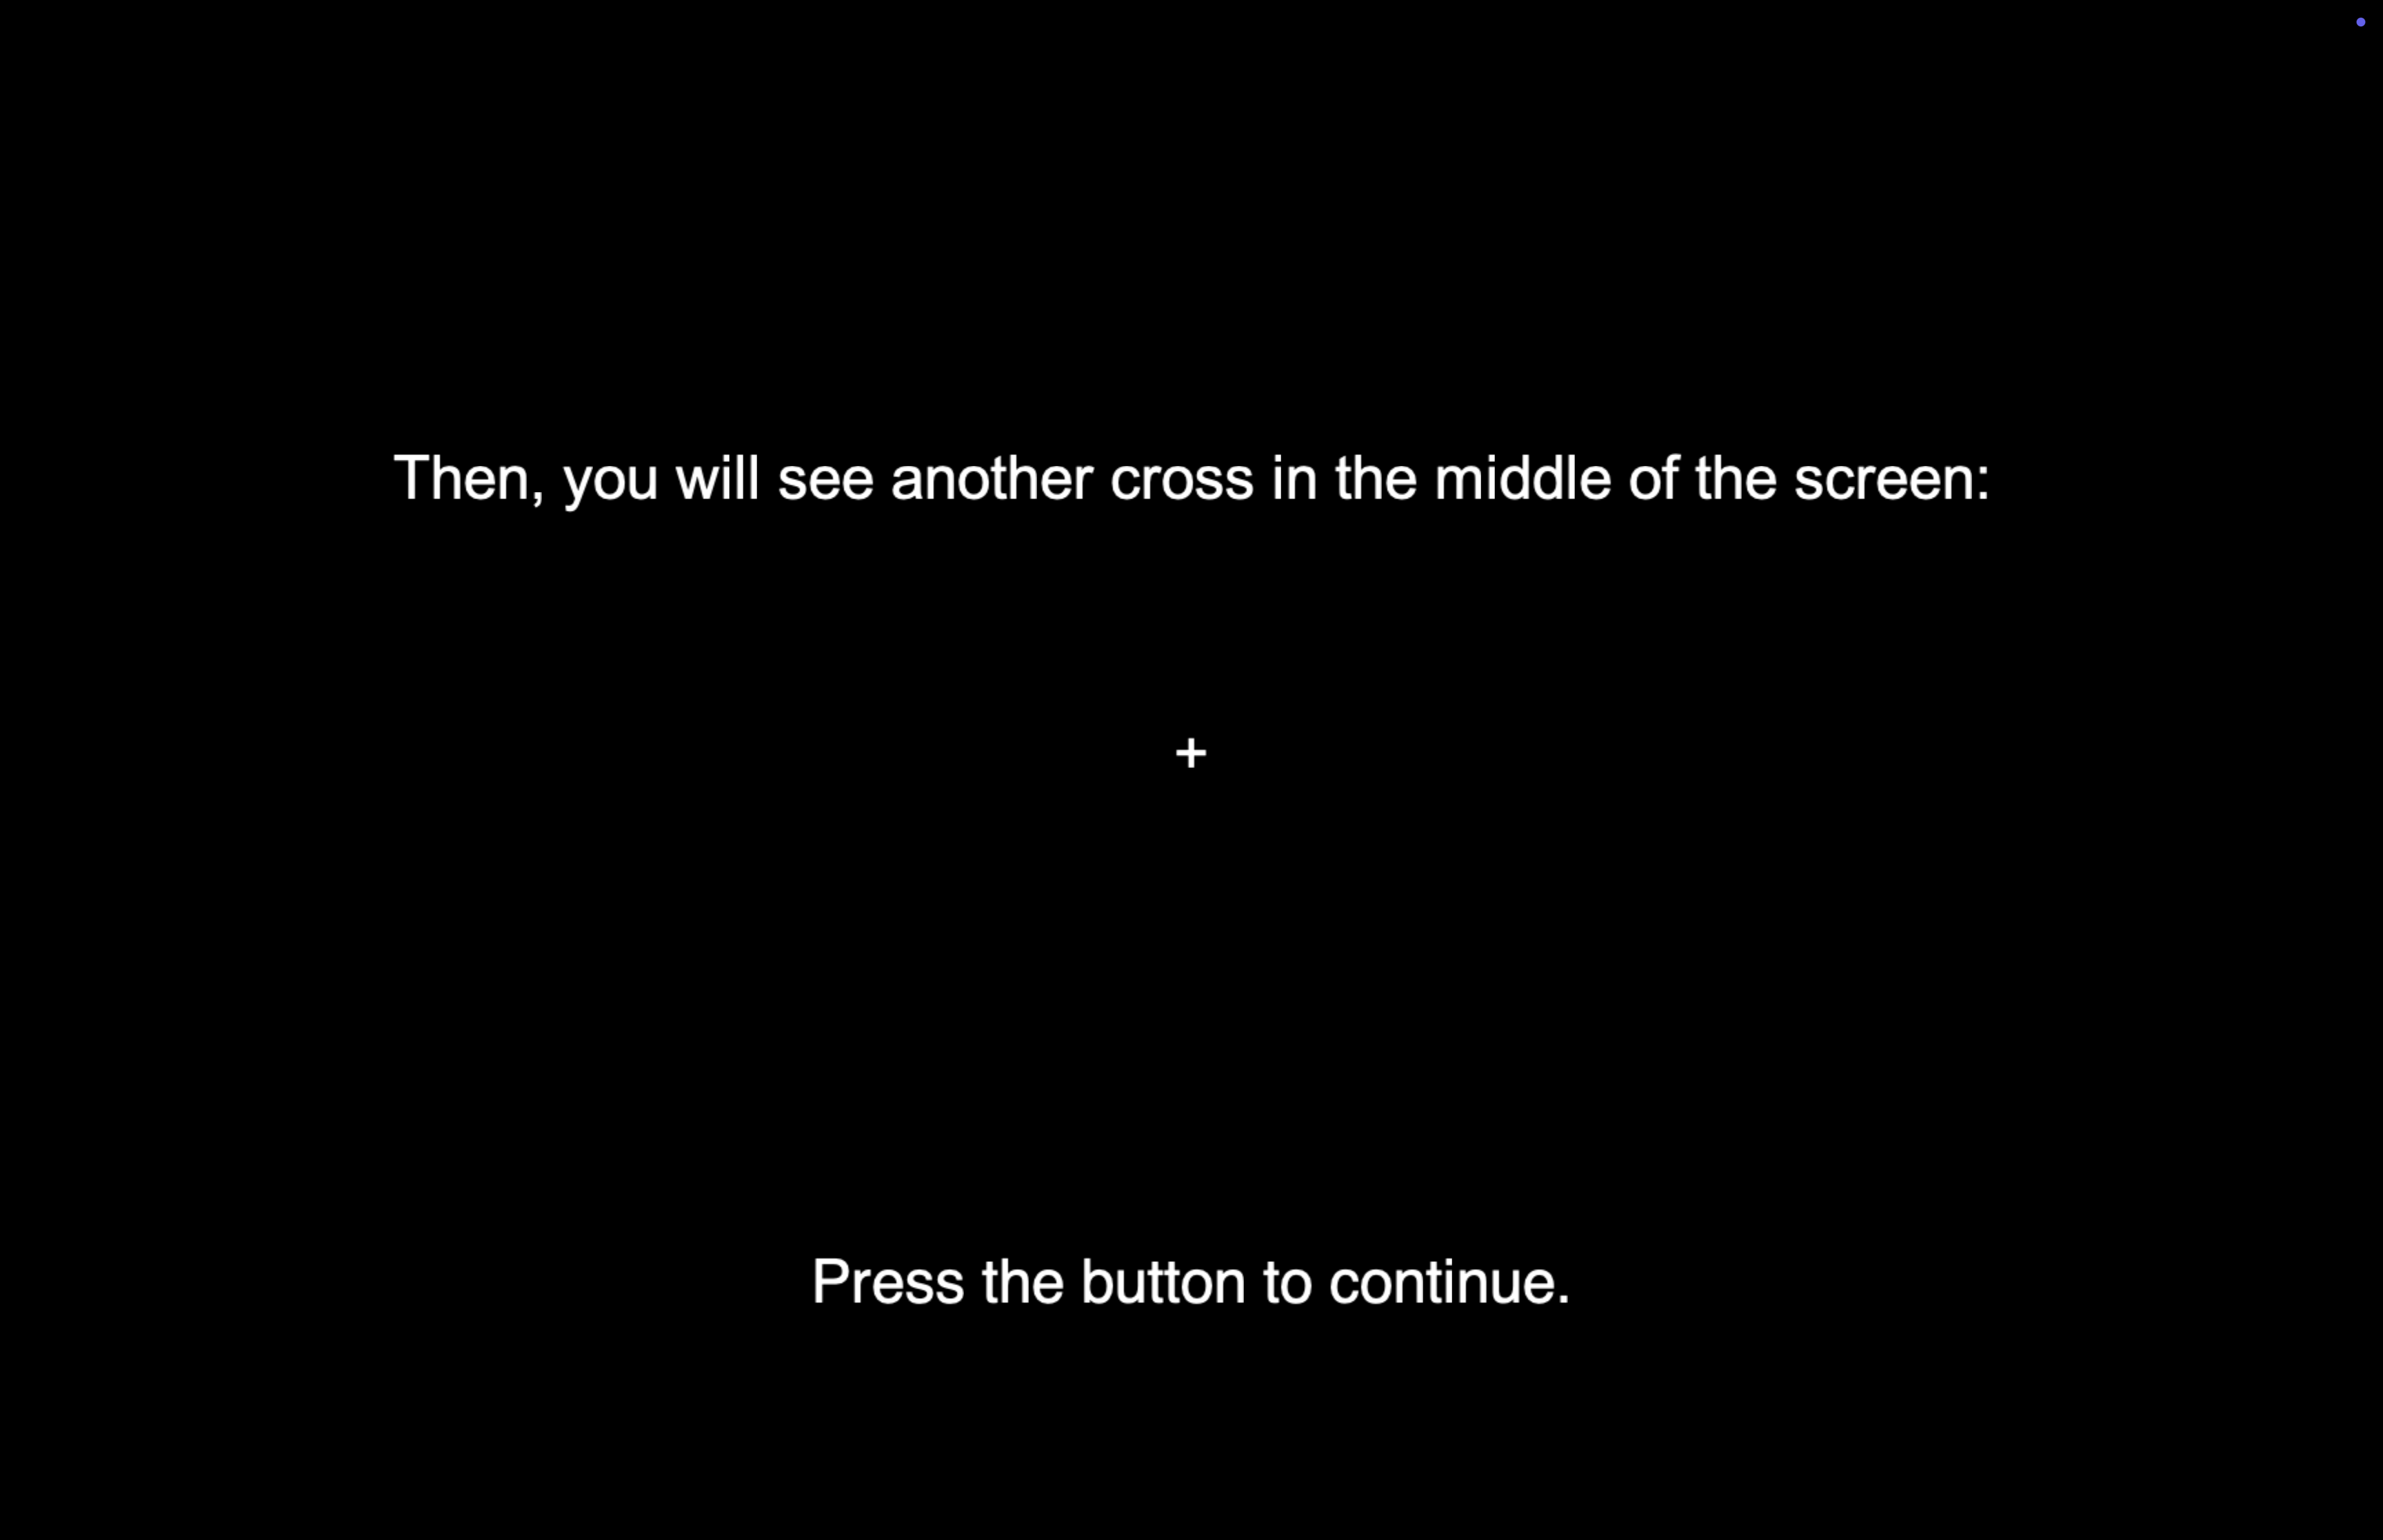 Then, you will see another cross in the middle of the screen:
+
Press the button to continue.